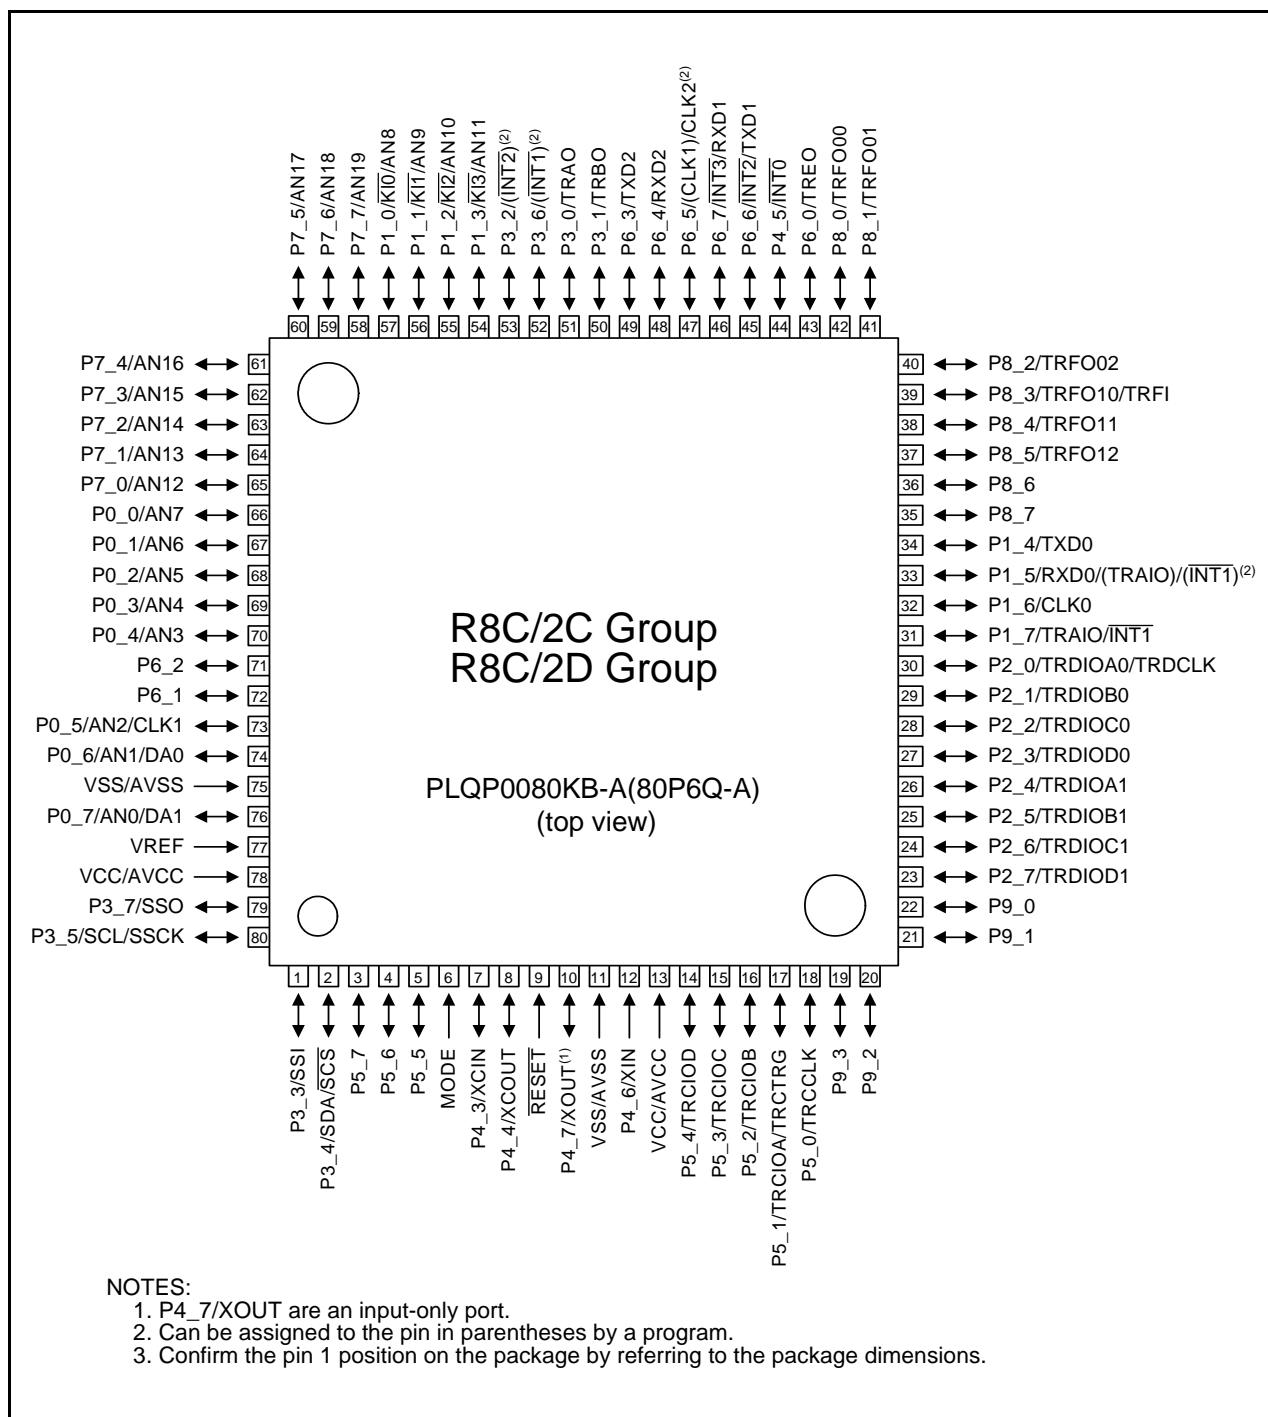 P7_5/AN17
P7_6/AN18
P7_7/AN19
P1_0/KI0/AN8
P1_1/KI1/AN9
P1_2/KI2/AN10
P1_3/KI3/AN11
P3_2/(INT2)(2)
P3_6/(INT1)(2)
P3_0/TRAO
P3_1/TRBO
P6_3/TXD2
P6_4/RXD2
P6_5/(CLK1)/CLK2(2)
P6_7/INT3/RXD1
P6_6/INT2/TXD1
P4_5/INT0
P6_0/TREO
P8_0/TRFO00
P8_1/TRFO01
60 59 58 57 56 55 54 53 52 51 50 49 48 47 46 45 44 43 42 41
P7_4/AN16 61
P7_3/AN15 62
P7_2/AN14 63
P7_1/AN13 64
P7_0/AN12 65
P0_0/AN7 66
P0_1/AN6 67
P0_2/AN5 68
P0_3/AN4 69
P0_4/AN3 70
P6_2 71
P6_1 72
P0_5/AN2/CLK1 73
P0_6/AN1/DA0 74
VSS/AVSS 75
P0_7/AN0/DA1 76
VREF 77
VCC/AVCC 78
P3_7/SSO 79
P3_5/SCL/SSCK 80
R8C/2C Group
R8C/2D Group
PLQP0080KB-A(80P6Q-A)
(top view)
40 P8_2/TRFO02
39 P8_3/TRFO10/TRFI
38 P8_4/TRFO11
37 P8_5/TRFO12
36 P8_6
35 P8_7
34 P1_4/TXD0
33 P1_5/RXD0/(TRAIO)/(INT1)(2)
32 P1_6/CLK0
31 P1_7/TRAIO/INT1
30 P2_0/TRDIOA0/TRDCLK
29 P2_1/TRDIOB0
28 P2_2/TRDIOC0
27 P2_3/TRDIOD0
26 P2_4/TRDIOA1
25 P2_5/TRDIOB1
24 P2_6/TRDIOC1
23 P2_7/TRDIOD1
22 P9_0
21 P9_1
1 2 3 4 5 6 7 8 9 10 11 12 13 14 15 16 17 18 19 20
P3_3/SSI
P3_4/SDA/SCS
P5_7
P5_6
P5_5
MODE
P4_3/XCIN
P4_4/XCOUT
RESET
P4_7/XOUT(1)
VSS/AVSS
P4_6/XIN
VCC/AVCC
P5_4/TRCIOD
P5_3/TRCIOC
P5_2/TRCIOB
P5_1/TRCIOA/TRCTRG
P5_0/TRCCLK
P9_3
P9_2
NOTES:
1. P4_7/XOUT are an input-only port.
2. Can be assigned to the pin in parentheses by a program.
3. Confirm the pin 1 position on the package by referring to the package dimensions.